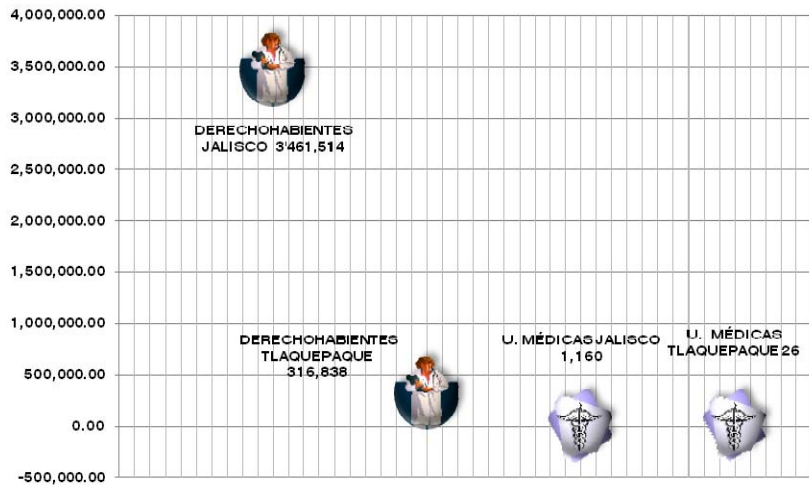 4,000,000.00
3,500,000.00
3,000,000.00
2,500,000.00
2,000,000.00
1,500,000.00
1,000,000.00
500,000.00
0.00
-500,000.00
DERECHOHABIENTES
JALISCO 3'461,514
DERECHOHABIENTES
TLAQUEPAQUE
316,838
U. MÉDICAS JALISCO
1,160
U. MÉDICAS
TLAQUEPAQUE 26